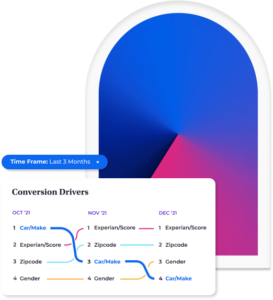 Time Frame: Last 3 Months
Conversion Drivers
OCT '21 NOV '21 DEC '21
1 Car/Make 1 Experian/Score 1 Experian/Score
2 Experian/Score 2 Zipcode 2 Zipcode
3 Zipcode 3 Car/Make 3 Gender
4 Gender 4 Gender 4 Car/Make